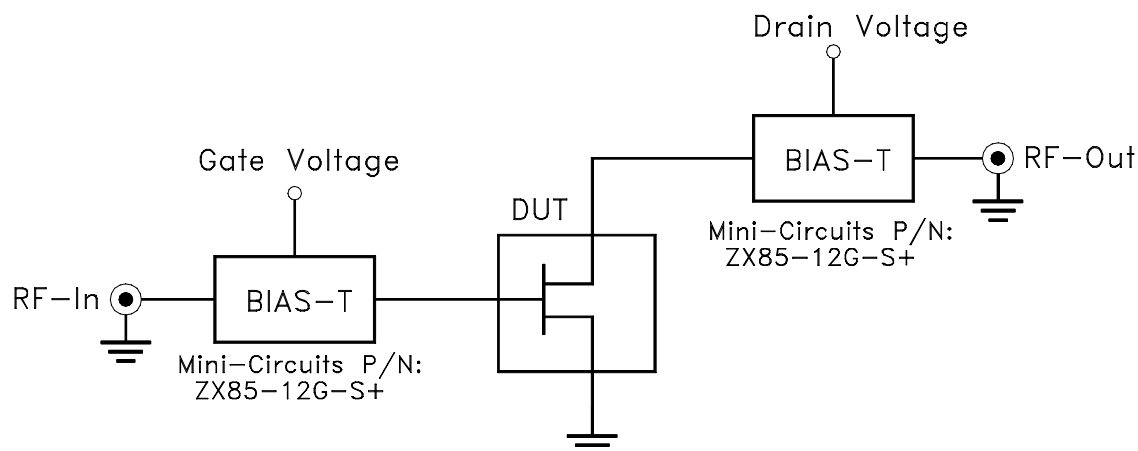 Drain Voltage
BIAS-T
RF-Out
Mini-Circuits P/N:
ZX85-12G-S+
Gate Voltage
DUT
RF-In
BIAS-T
Mini-Circuits P/N:
ZX85-12G-S+